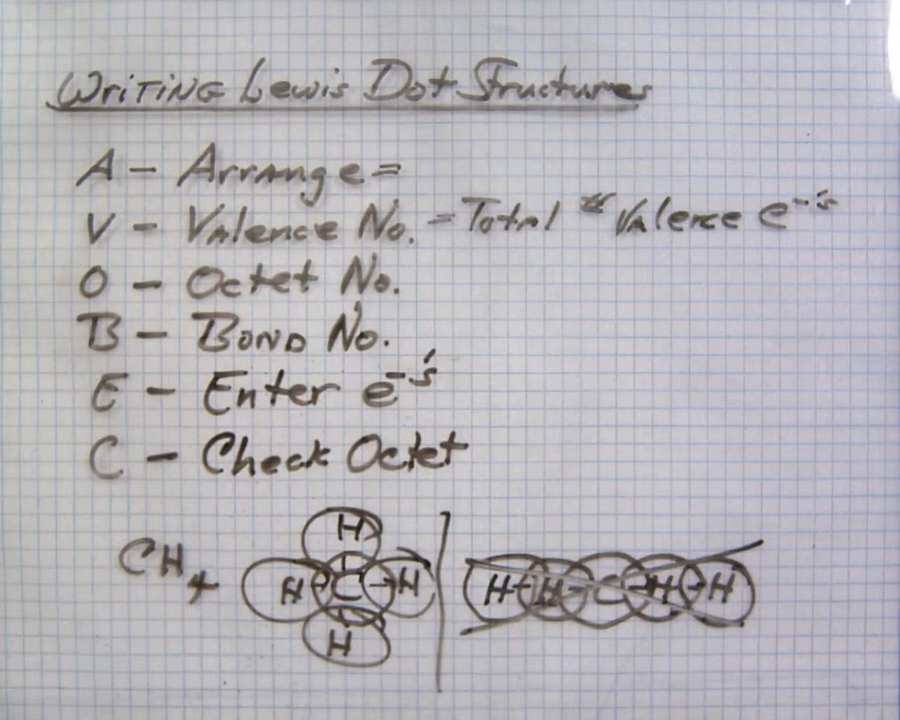 Writing Lewis Dot Structures
A - Arrange =
V - Valence No. = Total # Valence e⁻'s
O - Octet No.
B - Bond No.
E - Enter e⁻'s
C - Check Octet
CH4
H
H - C - H
H
H - H - C - H - H